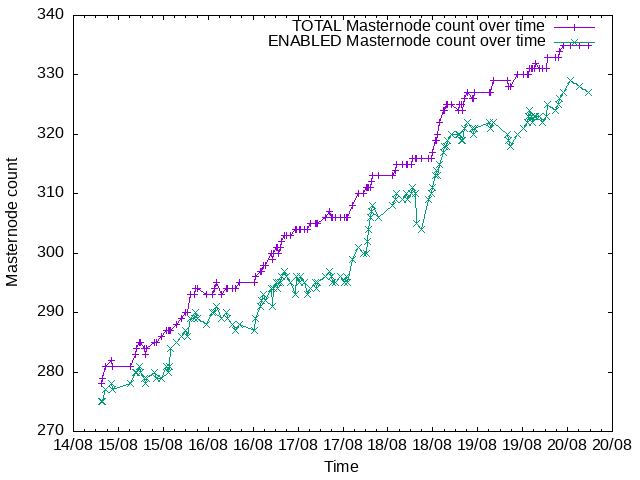 TOTAL Masternode count over time
ENABLED Masternode count over time
340
330
320
310
300
290
280
270
Masternode count
14/08 15/08 15/08 16/08 16/08 17/08 17/08 18/08 18/08 19/08 19/08 20/08 20/08
Time